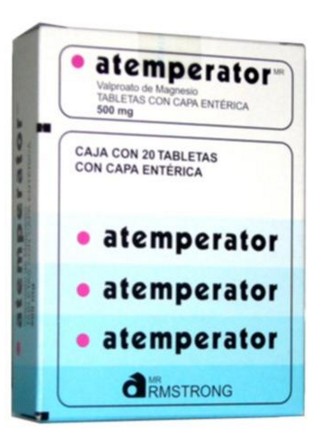 atemperator MR
Valproato de Magnesio
TABLETAS CON CAPA ENTÉRICA
500 mg
CAJA CON 20 TABLETAS
CON CAPA ENTÉRICA
atemperator
atemperator
atemperator
MR
ARMSTRONG
atemperator